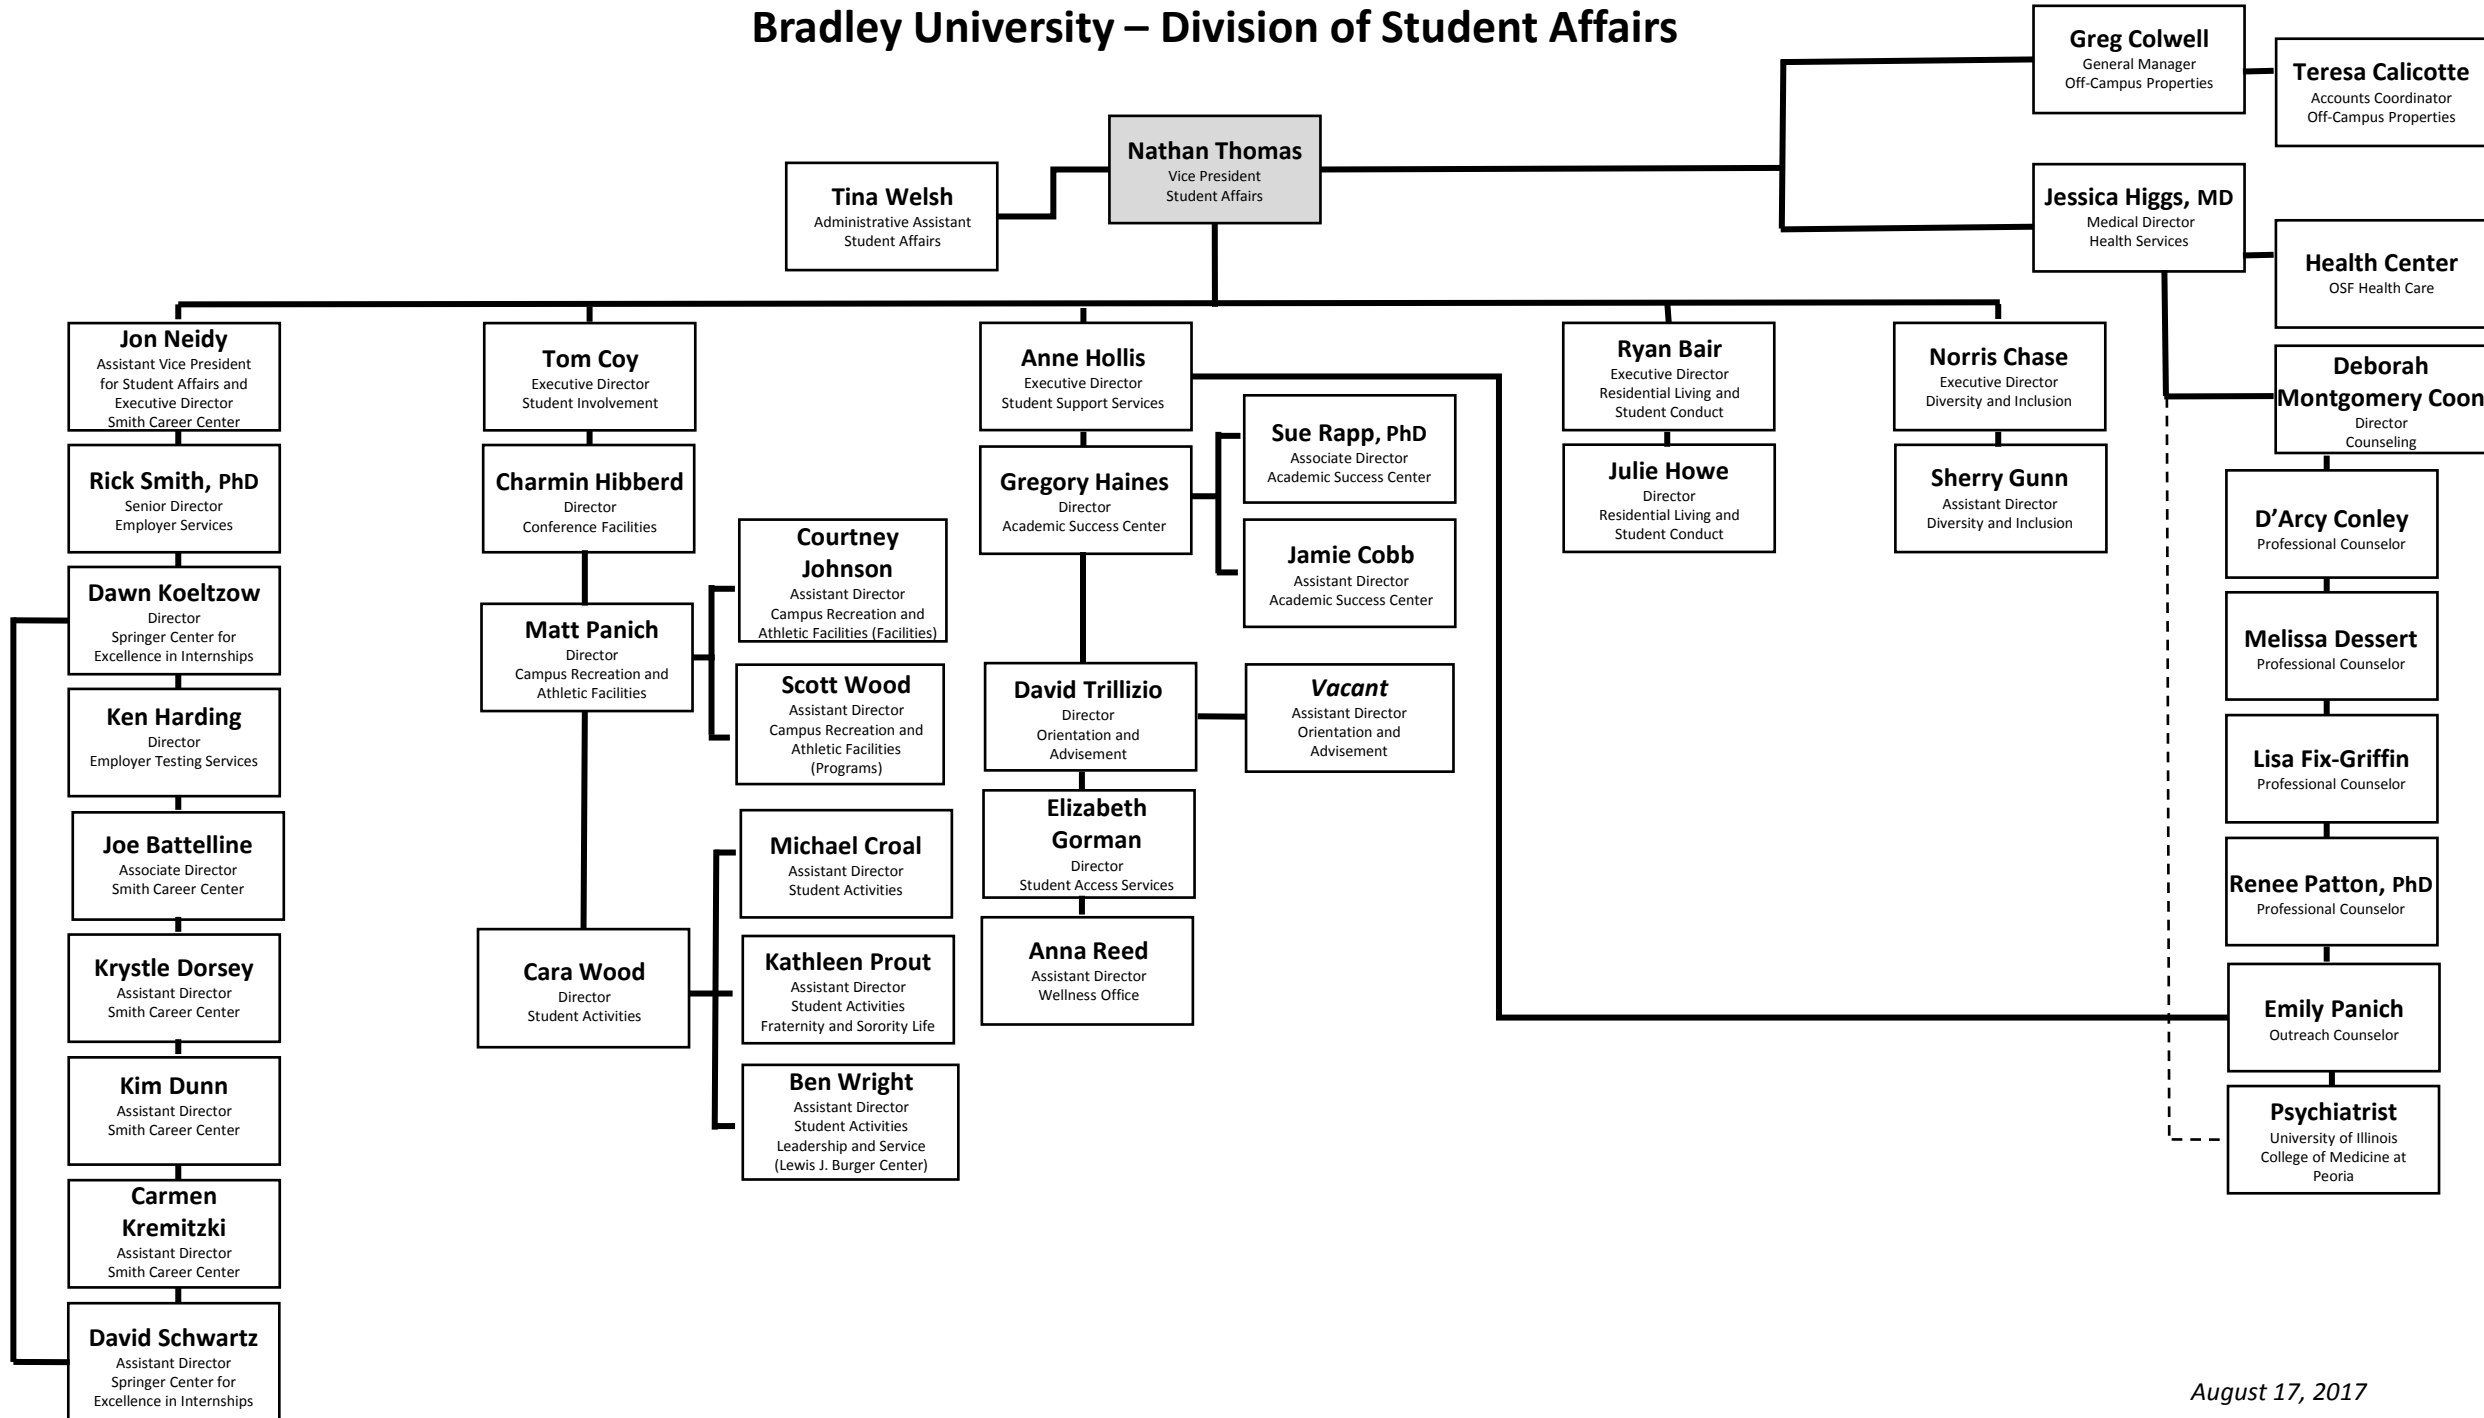 Bradley University – Division of Student Affairs
Greg Colwell
General Manager
Off-Campus Properties
Teresa Calicotte
Accounts Coordinator
Off-Campus Properties
Nathan Thomas
Vice President
Student Affairs
Tina Welsh
Administrative Assistant
Student Affairs
Jessica Higgs, MD
Medical Director
Health Services
Health Center
OSF Health Care
Jon Neidy
Assistant Vice President
for Student Affairs and
Executive Director
Smith Career Center
Rick Smith, PhD
Senior Director
Employer Services
Dawn Koeltzow
Director
Springer Center for
Excellence in Internships
Ken Harding
Director
Employer Testing Services
Joe Battelline
Associate Director
Smith Career Center
Krystle Dorsey
Assistant Director
Smith Career Center
Kim Dunn
Assistant Director
Smith Career Center
Carmen
Kremitzki
Assistant Director
Smith Career Center
David Schwartz
Assistant Director
Springer Center for
Excellence in Internships
Tom Coy
Executive Director
Student Involvement
Charmin Hibberd
Director
Conference Facilities
Matt Panich
Director
Campus Recreation and
Athletic Facilities
Courtney
Johnson
Assistant Director
Campus Recreation and
Athletic Facilities (Facilities)
Scott Wood
Assistant Director
Campus Recreation and
Athletic Facilities
(Programs)
Cara Wood
Director
Student Activities
Michael Croal
Assistant Director
Student Activities
Kathleen Prout
Assistant Director
Student Activities
Fraternity and Sorority Life
Ben Wright
Assistant Director
Student Activities
Leadership and Service
(Lewis J. Burger Center)
Anne Hollis
Executive Director
Student Support Services
Gregory Haines
Director
Academic Success Center
Sue Rapp, PhD
Associate Director
Academic Success Center
Jamie Cobb
Assistant Director
Academic Success Center
David Trillizio
Director
Orientation and
Advisement
Vacant
Assistant Director
Orientation and
Advisement
Elizabeth
Gorman
Director
Student Access Services
Anna Reed
Assistant Director
Wellness Office
Ryan Bair
Executive Director
Residential Living and
Student Conduct
Julie Howe
Director
Residential Living and
Student Conduct
Norris Chase
Executive Director
Diversity and Inclusion
Sherry Gunn
Assistant Director
Diversity and Inclusion
Deborah
Montgomery Coon
Director
Counseling
D’Arcy Conley
Professional Counselor
Melissa Dessert
Professional Counselor
Lisa Fix-Griffin
Professional Counselor
Renee Patton, PhD
Professional Counselor
Emily Panich
Outreach Counselor
Psychiatrist
University of Illinois
College of Medicine at
Peoria
August 17, 2017